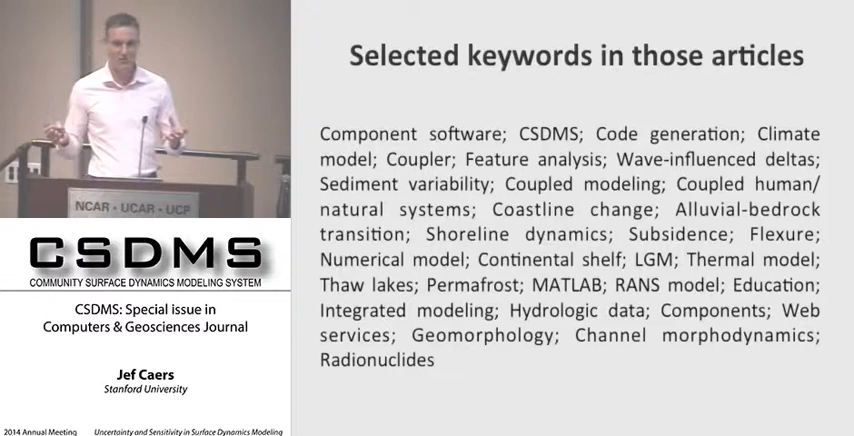 NCAR • UCAR • UCP
CSDMS
COMMUNITY SURFACE DYNAMICS MODELING SYSTEM
CSDMS: Special issue in
Computers & Geosciences Journal
Jef Caers
Stanford University
2014 Annual Meeting Uncertainty and Sensitivity in Surface Dynamics Modeling
Selected keywords in those articles
Component software; CSDMS; Code generation; Climate
model; Coupler; Feature analysis; Wave-influenced deltas;
Sediment variability; Coupled modeling; Coupled human/
natural systems; Coastline change; Alluvial-bedrock
transition; Shoreline dynamics; Subsidence; Flexure;
Numerical model; Continental shelf; LGM; Thermal model;
Thaw lakes; Permafrost; MATLAB; RANS model; Education;
Integrated modeling; Hydrologic data; Components; Web
services; Geomorphology; Channel morphodynamics;
Radionuclides